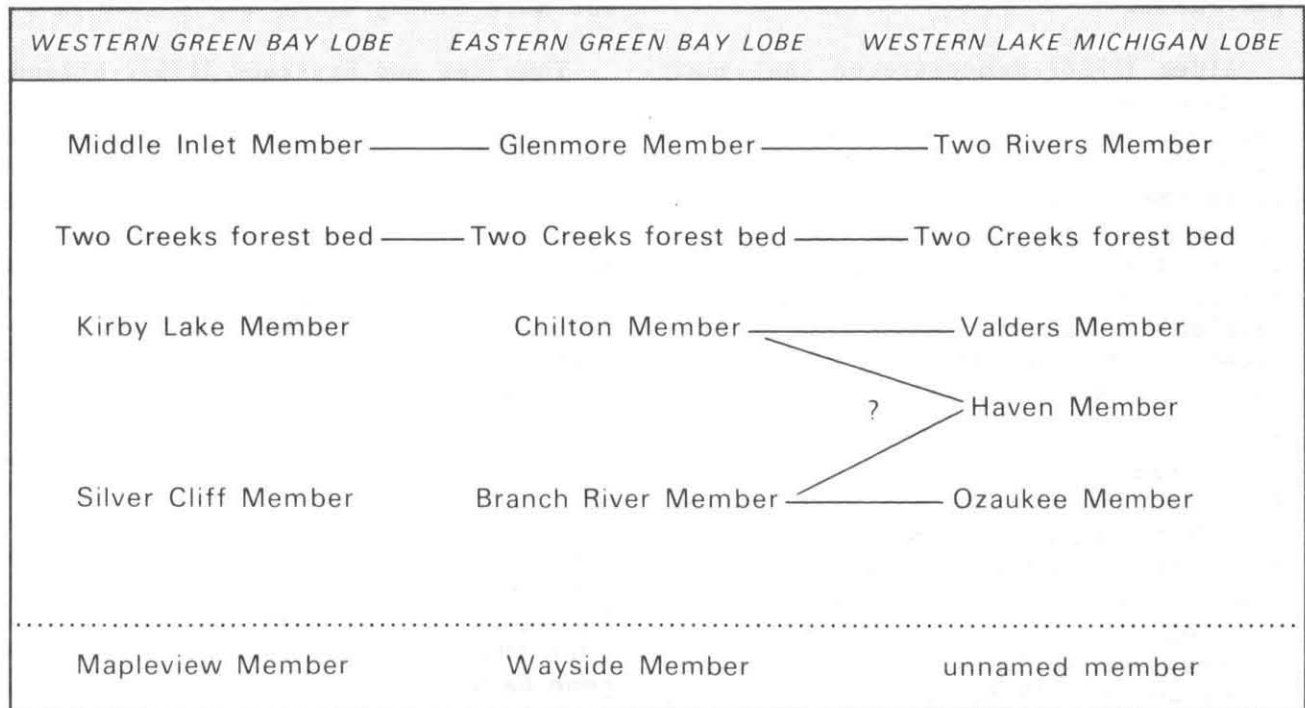 WESTERN GREEN BAY LOBE EASTERN GREEN BAY LOBE WESTERN LAKE MICHIGAN LOBE
Middle Inlet Member Glenmore Member Two Rivers Member
Two Creeks forest bed Two Creeks forest bed Two Creeks forest bed
Kirby Lake Member Chilton Member Valders Member
? Haven Member
Silver Cliff Member Branch River Member Ozaukee Member
Mapleview Member Wayside Member unnamed member